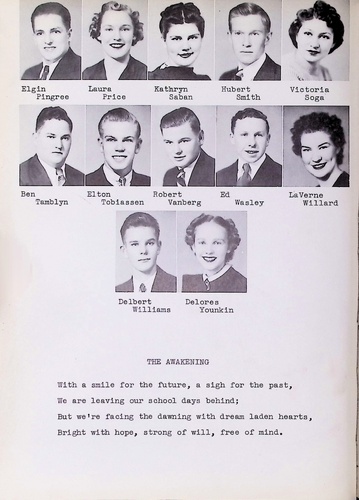 Elgin Laura Kathryn Hubert Victoria
Pingree Price Saban Smith Soga
Ben Elton Robert Ed LaVerne
Tamblyn Tobiassen Vanberg Wasley Willard
Delbert Delores
Williams Younkin
THE AWAKENING
With a smile for the future, a sigh for the past,
We are leaving our school days behind;
But we're facing the dawning with dream laden hearts,
Bright with hope, strong of will, free of mind.